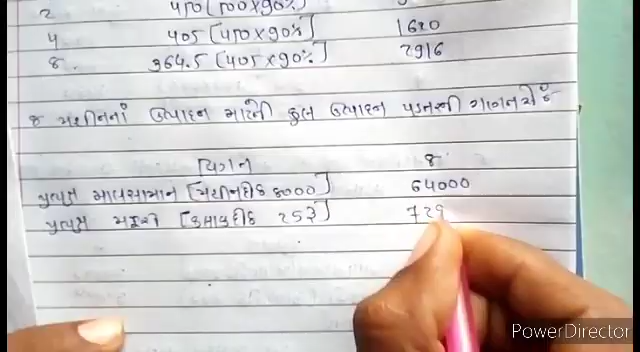 2 450 [500×90%]
4 405 [450×90%] 1620
8. 364.5 [405×90%] 2916
8 મશીનનાં ઉત્પાદન માટેની કુલ ઉત્પાદન પડતરની ગણતરી
વિગત 8
પ્રત્યક્ષ માલસામાન [મશીનદીઠ 8000] 64000
પ્રત્યક્ષ મજૂરી [કલાકદીઠ 25રૂ] 729
PowerDirector